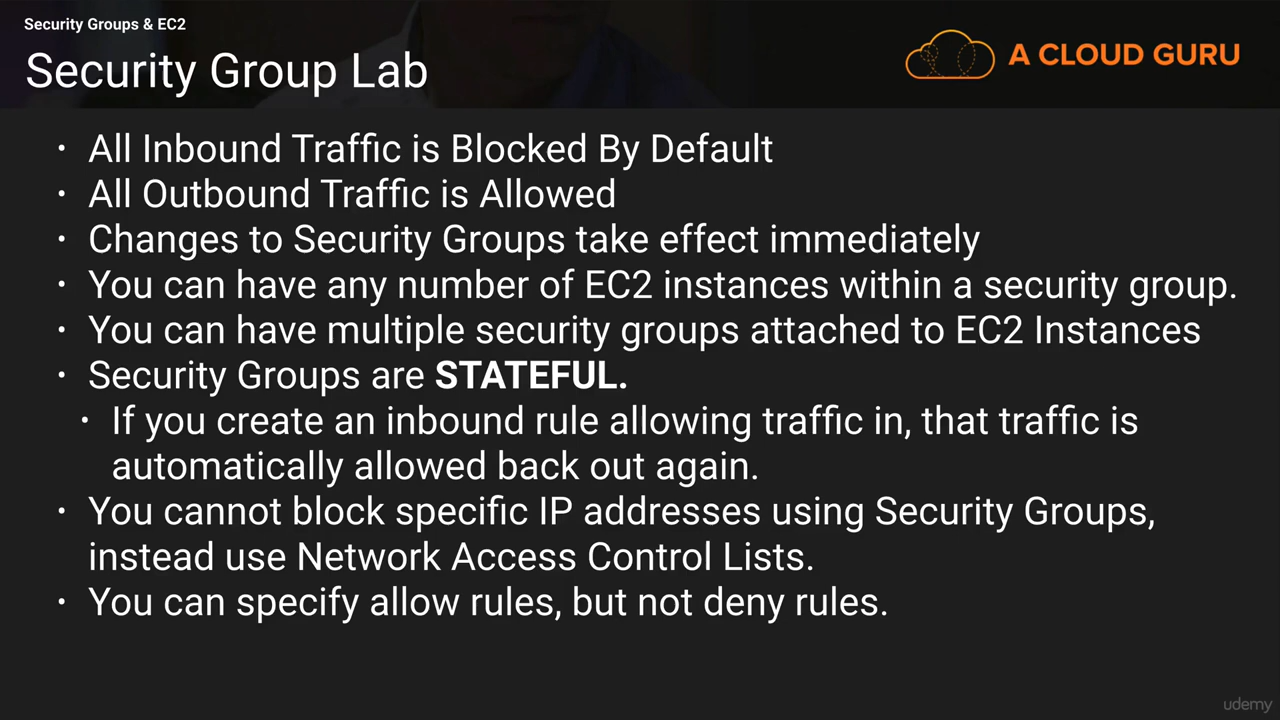 Security Groups & EC2
Security Group Lab
A CLOUD GURU
• All Inbound Traffic is Blocked By Default
• All Outbound Traffic is Allowed
• Changes to Security Groups take effect immediately
• You can have any number of EC2 instances within a security group.
• You can have multiple security groups attached to EC2 Instances
• Security Groups are STATEFUL.
• If you create an inbound rule allowing traffic in, that traffic is
automatically allowed back out again.
• You cannot block specific IP addresses using Security Groups,
instead use Network Access Control Lists.
• You can specify allow rules, but not deny rules.
udemy